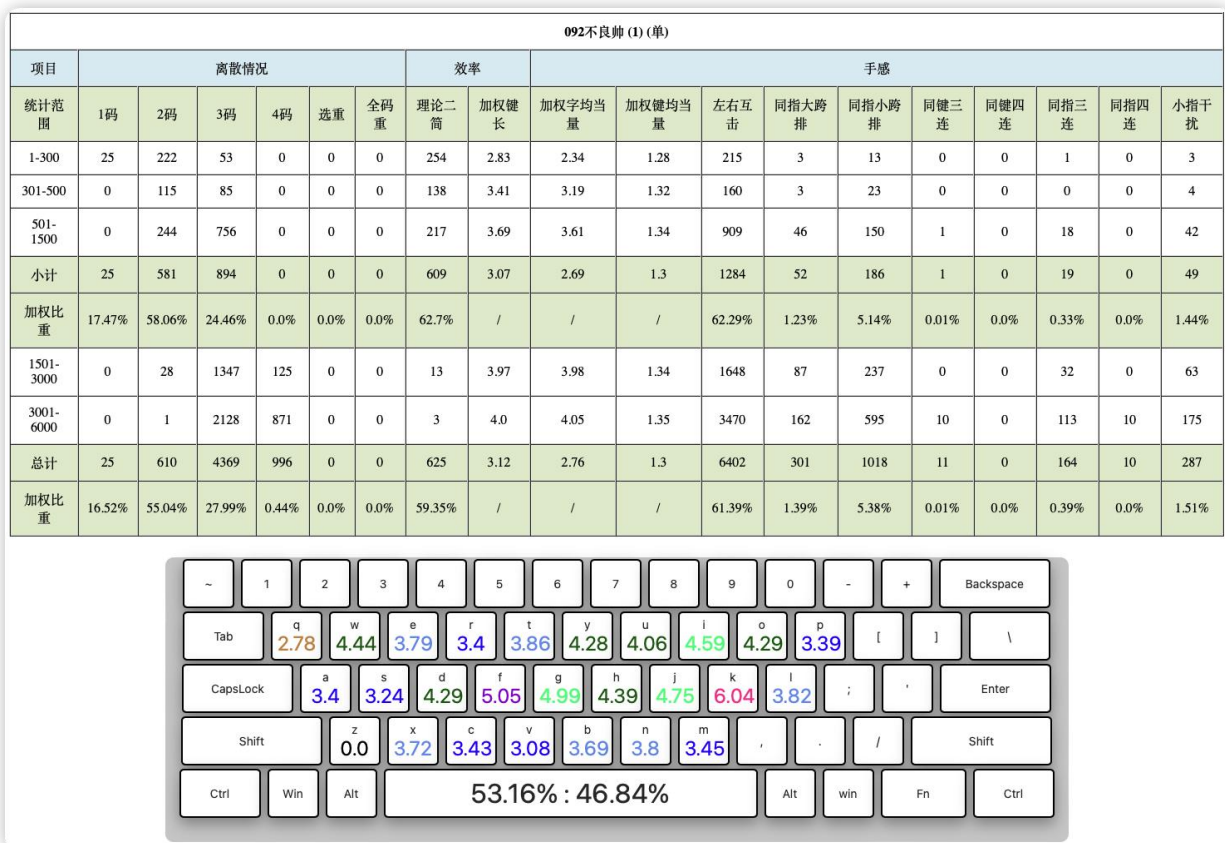 092不良帅 (1) (单)
项目 离散情况 效率 手感
统计范围 1码 2码 3码 4码 选重 全码重 理论二简 加权键长 加权字均当量 加权键均当量 左右互击 同指大跨排 同指小跨排 同键三连 同键四连 同指三连 同指四连 小指干扰
1-300 25 222 53 0 0 0 254 2.83 2.34 1.28 215 3 13 0 0 1 0 3
301-500 0 115 85 0 0 0 138 3.41 3.19 1.32 160 3 23 0 0 0 0 4
501-1500 0 244 756 0 0 0 217 3.69 3.61 1.34 909 46 150 1 0 18 0 42
小计 25 581 894 0 0 0 609 3.07 2.69 1.3 1284 52 186 1 0 19 0 49
加权比重 17.47% 58.06% 24.46% 0.0% 0.0% 0.0% 62.7% / / / 62.29% 1.23% 5.14% 0.01% 0.0% 0.33% 0.0% 1.44%
1501-3000 0 28 1347 125 0 0 13 3.97 3.98 1.34 1648 87 237 0 0 32 0 63
3001-6000 0 1 2128 871 0 0 3 4.0 4.05 1.35 3470 162 595 10 0 113 10 175
总计 25 610 4369 996 0 0 625 3.12 2.76 1.3 6402 301 1018 11 0 164 10 287
加权比重 16.52% 55.04% 27.99% 0.44% 0.0% 0.0% 59.35% / / / 61.39% 1.39% 5.38% 0.01% 0.0% 0.39% 0.0% 1.51%
~ 1 2 3 4 5 6 7 8 9 0 - + Backspace
q w e r t y u i o p
Tab 2.78 4.44 3.79 3.4 3.86 4.28 4.06 4.59 4.29 3.39 [ ] \
a s d f g h j k l
CapsLock 3.4 3.24 4.29 5.05 4.99 4.39 4.75 6.04 3.82 ; ' Enter
z x c v b n m
Shift 0.0 3.72 3.43 3.08 3.69 3.8 3.45 , . / Shift
Ctrl Win Alt 53.16% : 46.84% Alt win Fn Ctrl